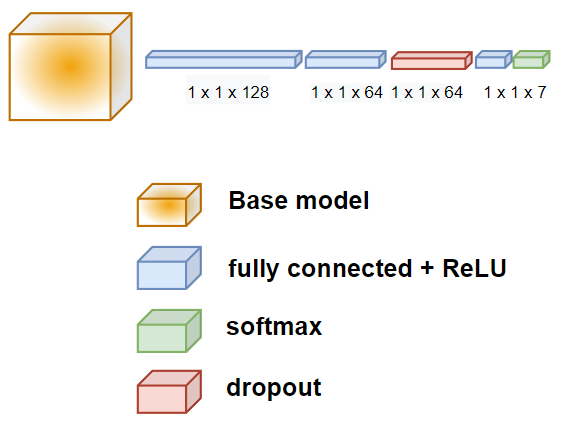 1 x 1 x 128 1 x 1 x 64 1 x 1 x 64 1 x 1 x 7
Base model
fully connected + ReLU
softmax
dropout